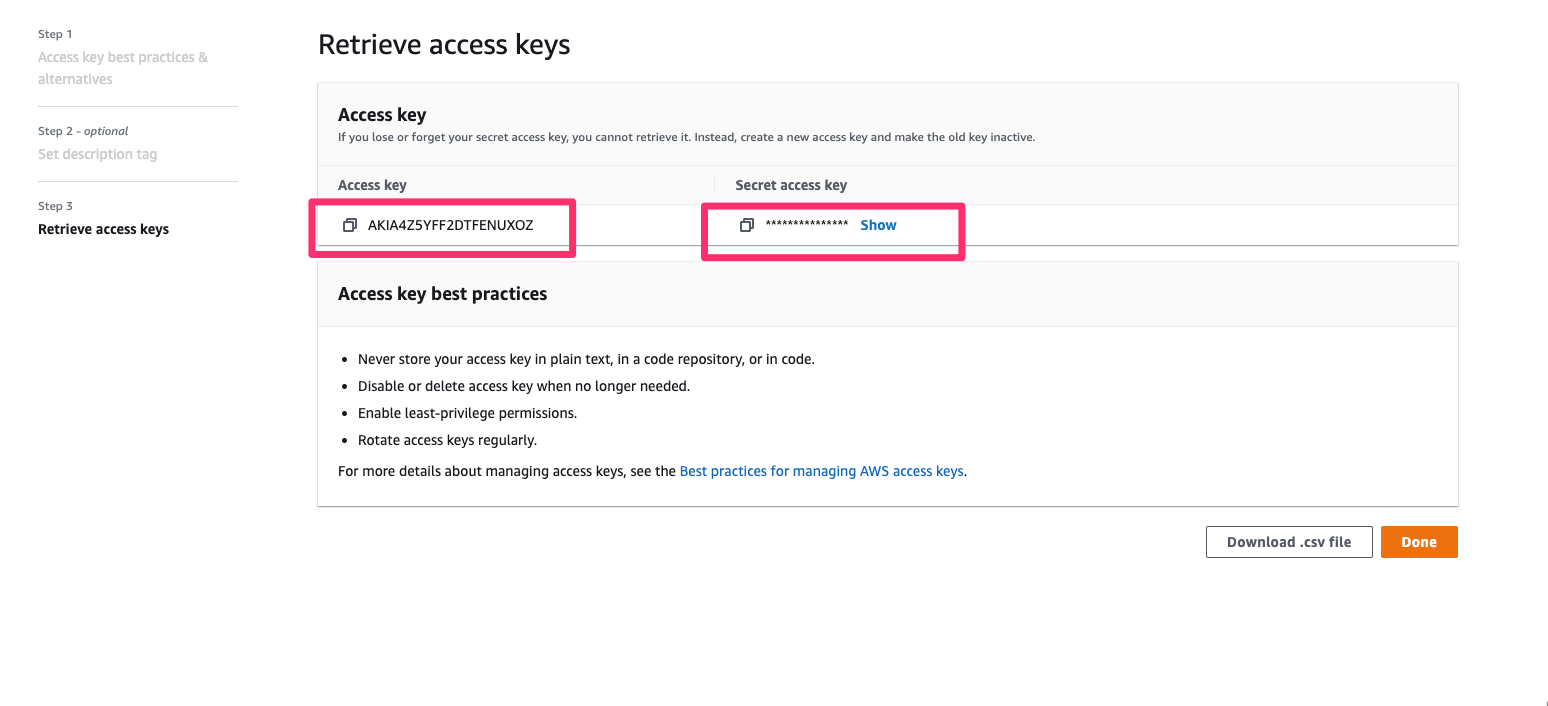 Step 1
Access key best practices &
alternatives
Step 2 - optional
Set description tag
Step 3
Retrieve access keys
Retrieve access keys
Access key
If you lose or forget your secret access key, you cannot retrieve it. Instead, create a new access key and make the old key inactive.
Access key
Secret access key
AKIA4Z5YFF2DTFENUXOZ
*************** Show
Access key best practices
• Never store your access key in plain text, in a code repository, or in code.
• Disable or delete access key when no longer needed.
• Enable least-privilege permissions.
• Rotate access keys regularly.
For more details about managing access keys, see the Best practices for managing AWS access keys.
Download .csv file
Done